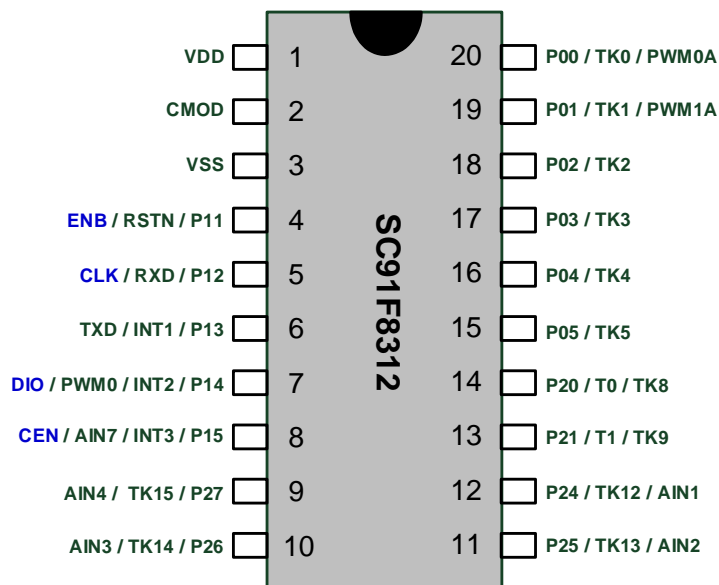 VDD 1 20 P00 / TK0 / PWM0A
CMOD 2 19 P01 / TK1 / PWM1A
VSS 3 18 P02 / TK2
ENB / RSTN / P11 4 17 P03 / TK3
CLK / RXD / P12 5 16 P04 / TK4
TXD / INT1 / P13 6 15 P05 / TK5
DIO / PWM0 / INT2 / P14 7 14 P20 / T0 / TK8
CEN / AIN7 / INT3 / P15 8 13 P21 / T1 / TK9
AIN4 / TK15 / P27 9 12 P24 / TK12 / AIN1
AIN3 / TK14 / P26 10 11 P25 / TK13 / AIN2
SC91F8312